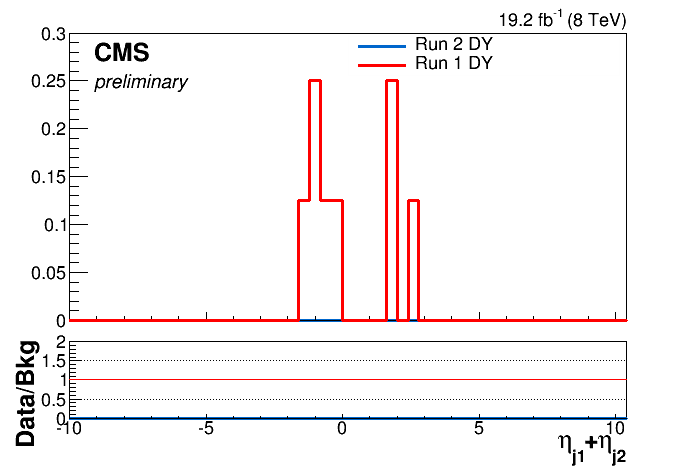 19.2 fb-1 (8 TeV)
CMS
preliminary
Run 2 DY
Run 1 DY
0.3
0.25
0.2
0.15
0.1
0.05
0
Data/Bkg
2
1.5
1
0.5
0
-10
-5
0
5
10
ηj1+ηj2